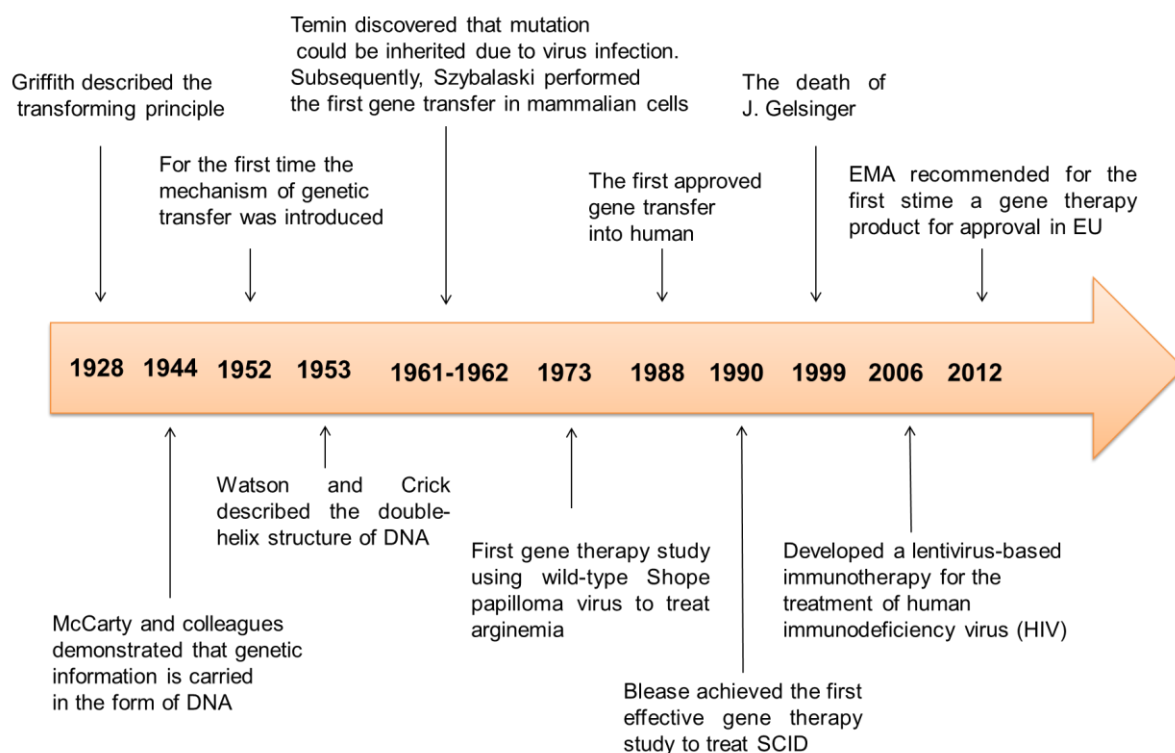 Temin discovered that mutation
could be inherited due to virus infection.
Subsequently, Szybalaski performed
the first gene transfer in mammalian cells
Griffith described the
transforming principle
The death of
J. Gelsinger
For the first time the
mechanism of genetic
transfer was introduced
The first approved
gene transfer
into human
EMA recommended for the
first stime a gene therapy
product for approval in EU
1928 1944 1952 1953 1961-1962 1973 1988 1990 1999 2006 2012
Watson and Crick
described the double-
helix structure of DNA
First gene therapy study
using wild-type Shope
papilloma virus to treat
arginemia
Developed a lentivirus-based
immunotherapy for the
treatment of human
immunodeficiency virus (HIV)
McCarty and colleagues
demonstrated that genetic
information is carried
in the form of DNA
Blease achieved the first
effective gene therapy
study to treat SCID